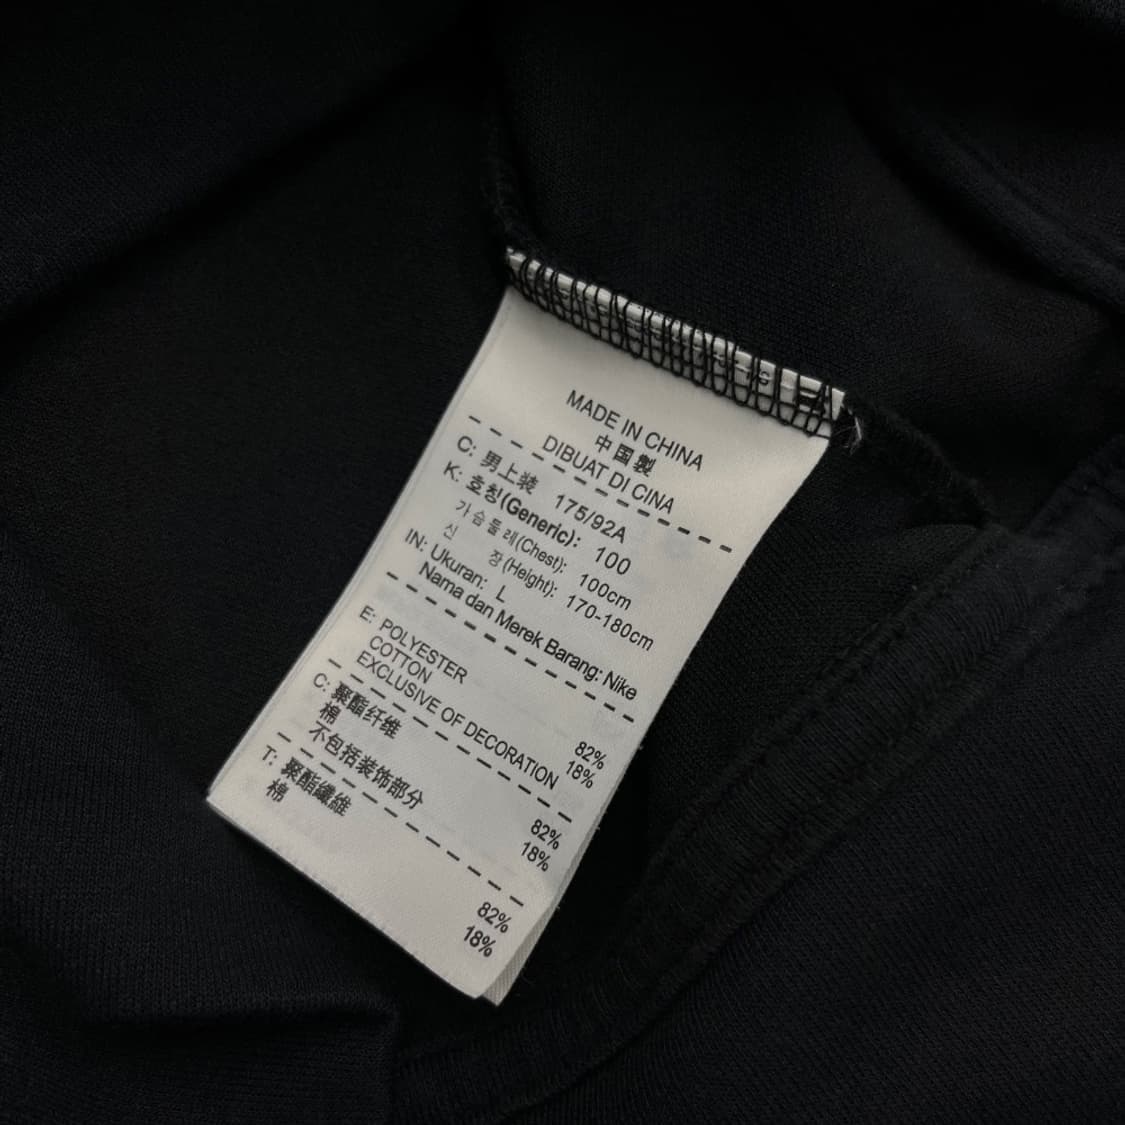 MADE IN CHINA
中国製
DIBUAT DI CINA
C: 男上装 175/92A
K: 호칭(Generic): 100
가슴둘레(Chest): 100cm
신 장(Height): 170-180cm
IN: Ukuran: L
Nama dan Merek Barang: Nike
E: POLYESTER 82%
COTTON 18%
EXCLUSIVE OF DECORATION
C: 聚酯纤维 82%
棉 18%
不包括装饰部分
T: 聚酯纖維 82%
棉 18%